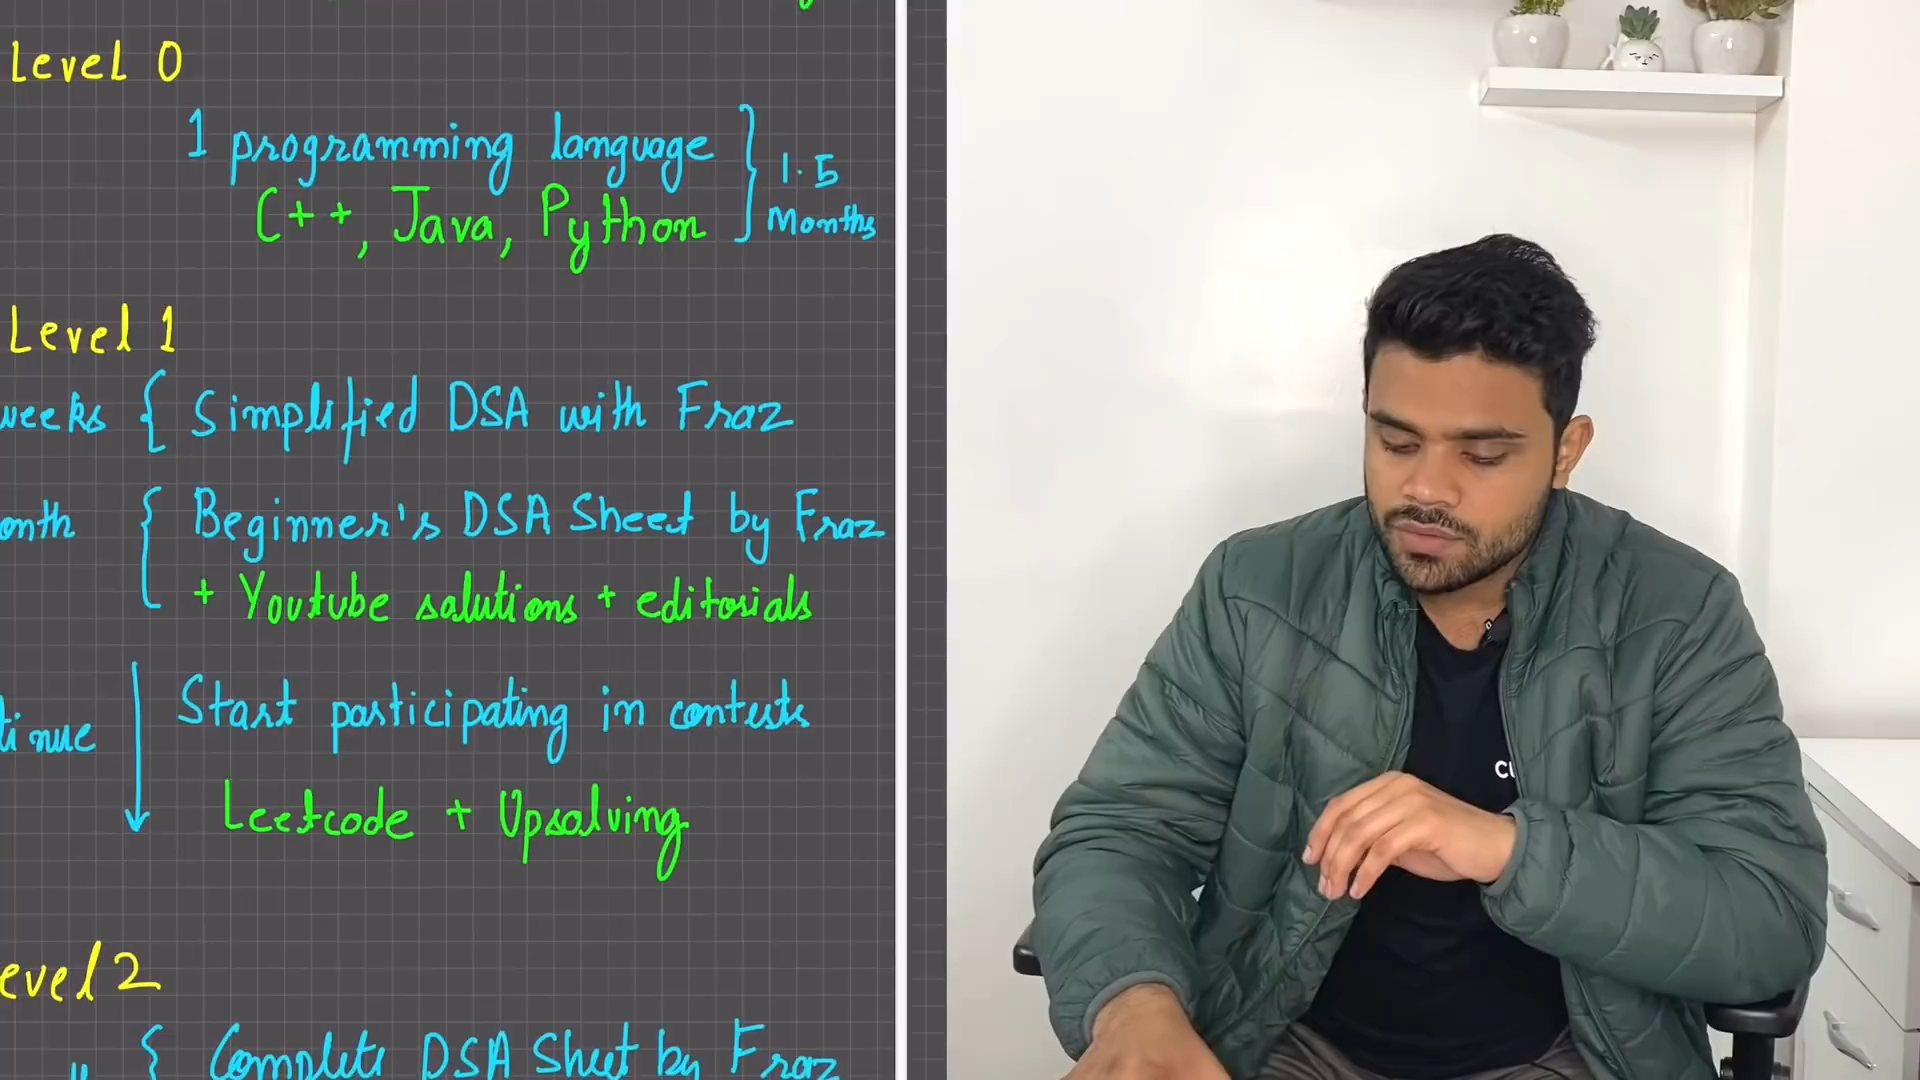 Level 0
1 programming language
1.5
Months
C++, Java, Python
Level 1
weeks { Simplified DSA with Fraz
onth { Beginner's DSA Sheet by Fraz
+ Youtube solutions + editorials
tinue Start participating in contests
Leetcode + Upsolving
evel 2
{ Complete DSA Sheet by Fraz